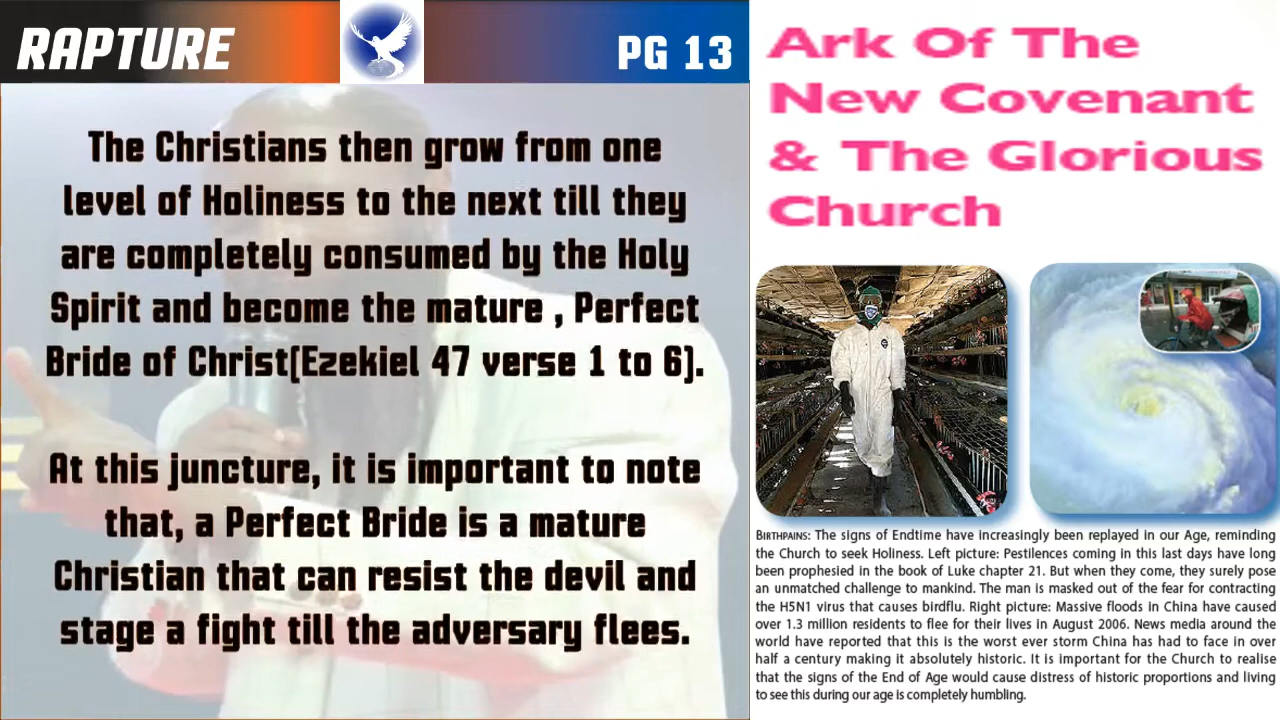 RAPTURE
PG 13
The Christians then grow from one
level of Holiness to the next till they
are completely consumed by the Holy
Spirit and become the mature , Perfect
Bride of Christ(Ezekiel 47 verse 1 to 6).
At this juncture, it is important to note
that, a Perfect Bride is a mature
Christian that can resist the devil and
stage a fight till the adversary flees.
Ark Of The
New Covenant
& The Glorious
Church
BIRTHPAINS: The signs of Endtime have increasingly been replayed in our Age, reminding
the Church to seek Holiness. Left picture: Pestilences coming in this last days have long
been prophesied in the book of Luke chapter 21. But when they come, they surely pose
an unmatched challenge to mankind. The man is masked out of the fear for contracting
the H5N1 virus that causes birdflu. Right picture: Massive floods in China have caused
over 1.3 million residents to flee for their lives in August 2006. News media around the
world have reported that this is the worst ever storm China has had to face in over
half a century making it absolutely historic. It is important for the Church to realise
that the signs of the End of Age would cause distress of historic proportions and living
to see this during our age is completely humbling.